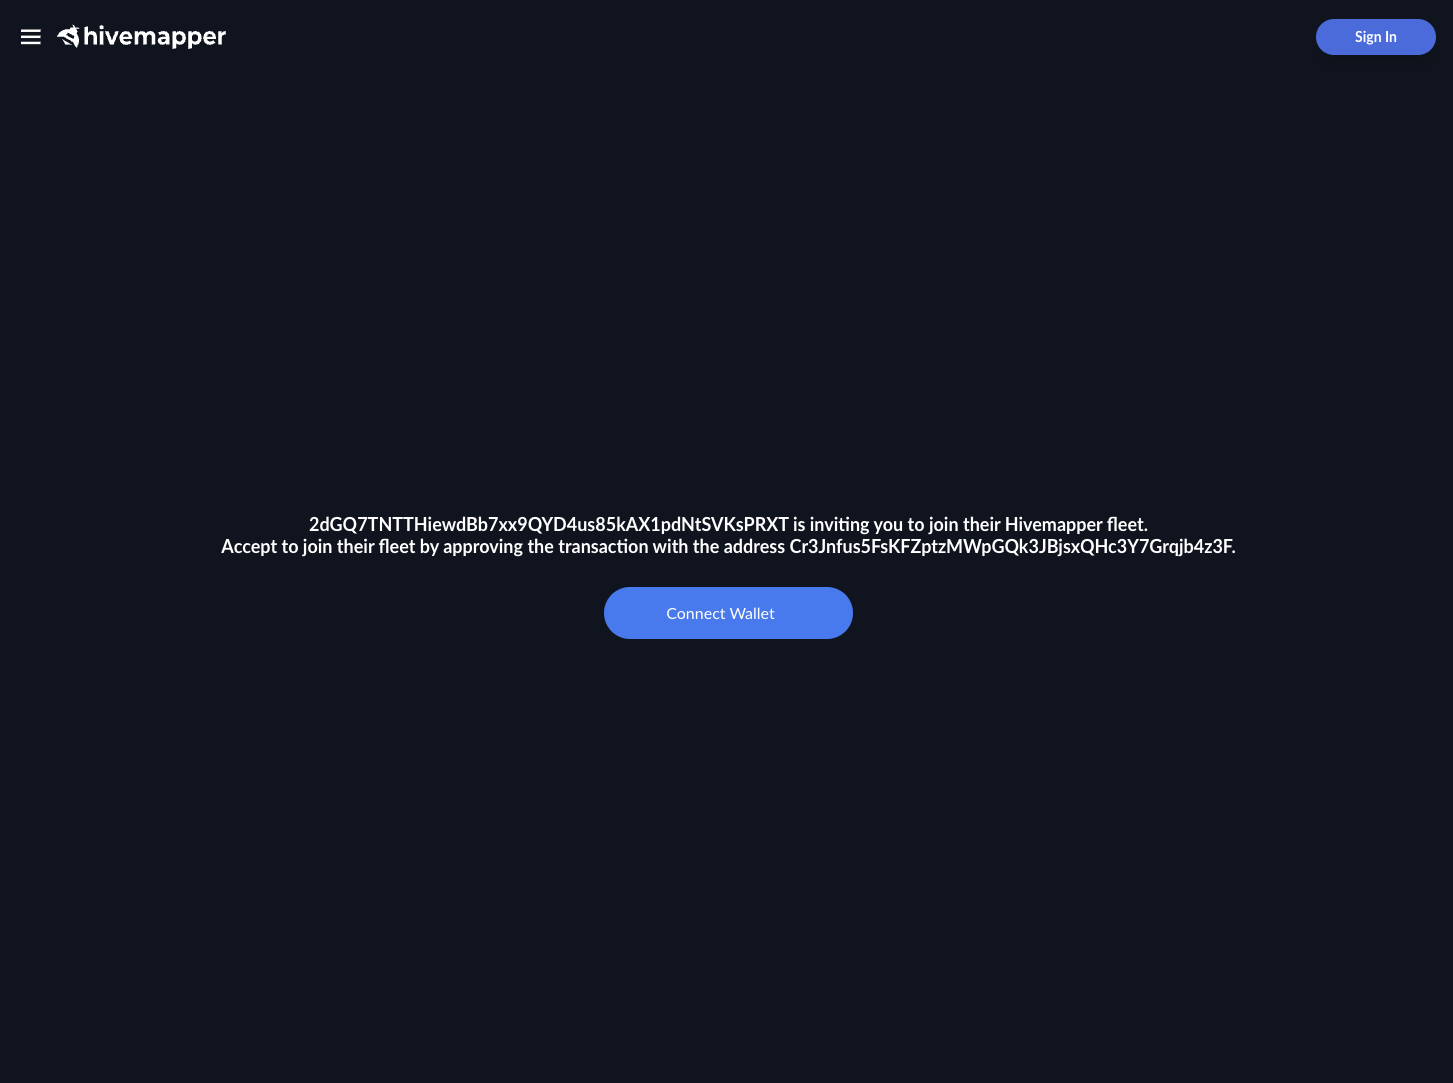 hivemapper
Sign In
2dGQ7TNTTHiewdBb7xx9QYD4us85kAX1pdNtSVKsPRXT is inviting you to join their Hivemapper fleet.
Accept to join their fleet by approving the transaction with the address Cr3Jnfus5FsKFZptzMWpGQk3JBjsxQHc3Y7Grqjb4z3F.
Connect Wallet